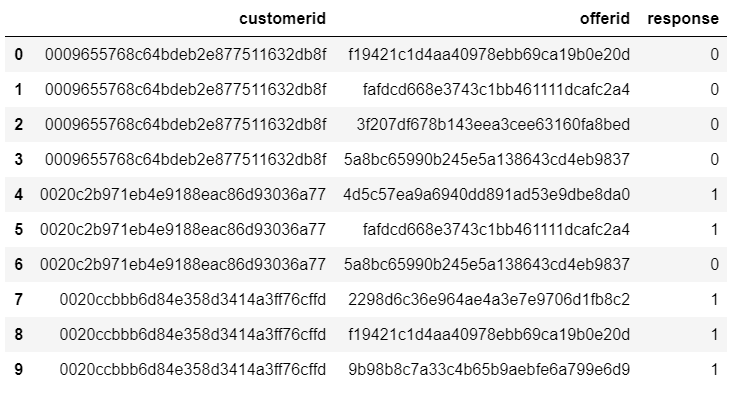 customerid offerid response
0 0009655768c64bdeb2e877511632db8f f19421c1d4aa40978ebb69ca19b0e20d 0
1 0009655768c64bdeb2e877511632db8f fafdcd668e3743c1bb461111dcafc2a4 0
2 0009655768c64bdeb2e877511632db8f 3f207df678b143eea3cee63160fa8bed 0
3 0009655768c64bdeb2e877511632db8f 5a8bc65990b245e5a138643cd4eb9837 0
4 0020c2b971eb4e9188eac86d93036a77 4d5c57ea9a6940dd891ad53e9dbe8da0 1
5 0020c2b971eb4e9188eac86d93036a77 fafdcd668e3743c1bb461111dcafc2a4 1
6 0020c2b971eb4e9188eac86d93036a77 5a8bc65990b245e5a138643cd4eb9837 0
7 0020ccbbb6d84e358d3414a3ff76cffd 2298d6c36e964ae4a3e7e9706d1fb8c2 1
8 0020ccbbb6d84e358d3414a3ff76cffd f19421c1d4aa40978ebb69ca19b0e20d 1
9 0020ccbbb6d84e358d3414a3ff76cffd 9b98b8c7a33c4b65b9aebfe6a799e6d9 1